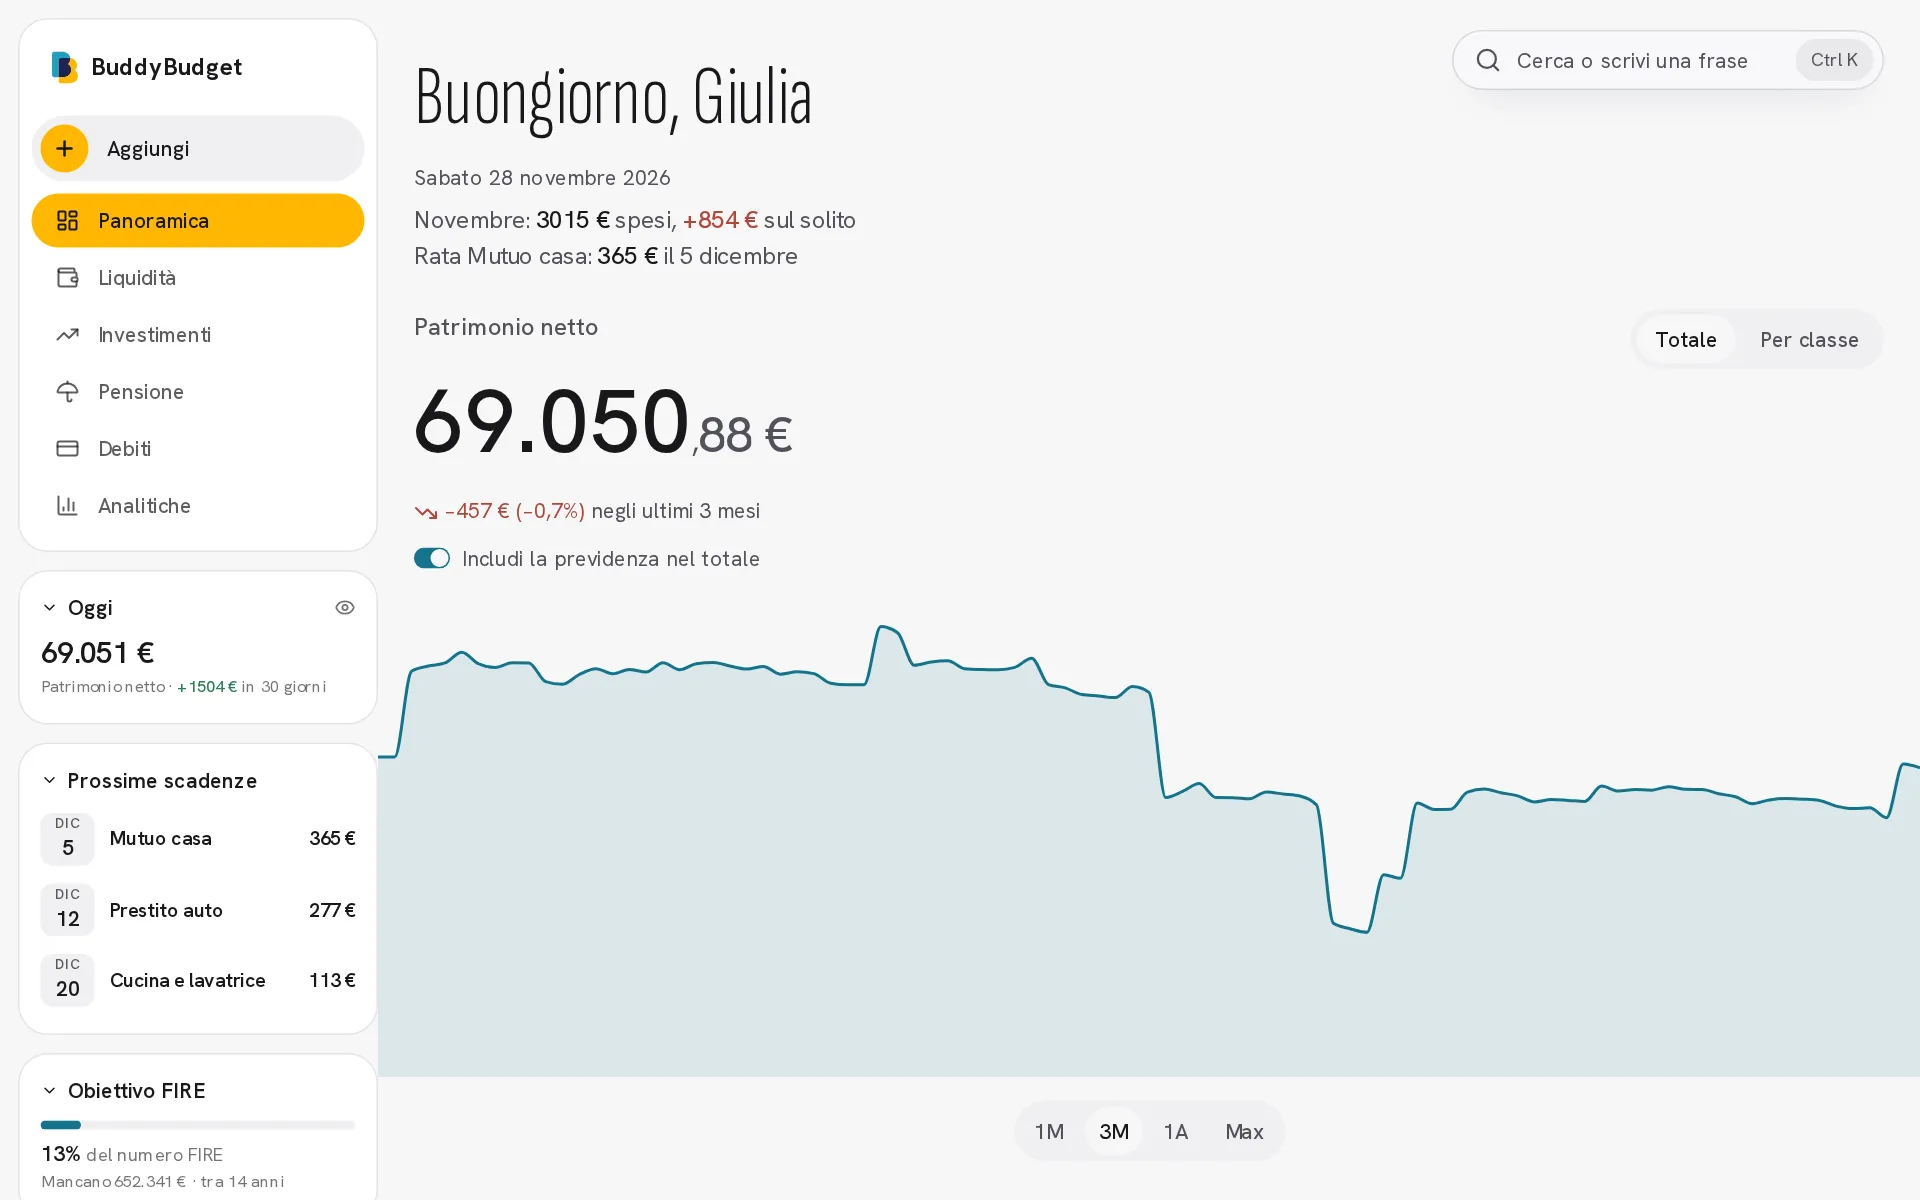 BuddyBudget
Aggiungi
Panoramica
Liquidità
Investimenti
Pensione
Debiti
Analitiche
Oggi
69.051 €
Patrimonio netto · +1504 € in 30 giorni
Prossime scadenze
DIC
5
Mutuo casa
365 €
DIC
12
Prestito auto
277 €
DIC
20
Cucina e lavatrice
113 €
Obiettivo FIRE
13% del numero FIRE
Mancano 652.341 € · tra 14 anni
Buongiorno, Giulia
Cerca o scrivi una frase
Ctrl K
Sabato 28 novembre 2026
Novembre: 3015 € spesi, +854 € sul solito
Rata Mutuo casa: 365 € il 5 dicembre
Patrimonio netto
Totale
Per classe
69.050,88 €
−457 € (−0,7%) negli ultimi 3 mesi
Includi la previdenza nel totale
1M
3M
1A
Max